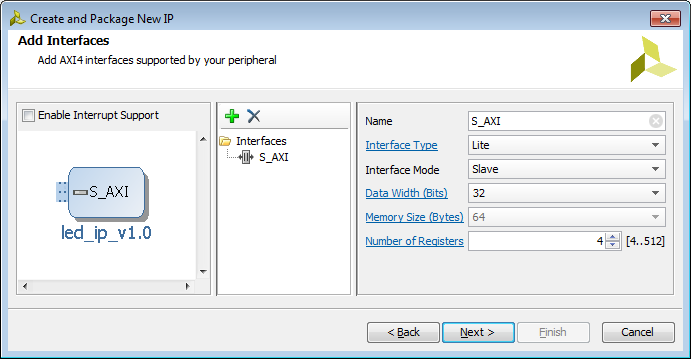 Create and Package New IP
Add Interfaces
Add AXI4 interfaces supported by your peripheral
Enable Interrupt Support
S_AXI
led_ip_v1.0
Interfaces
S_AXI
Name S_AXI
Interface Type Lite
Interface Mode Slave
Data Width (Bits) 32
Memory Size (Bytes) 64
Number of Registers 4 [4..512]
< Back Next > Finish Cancel